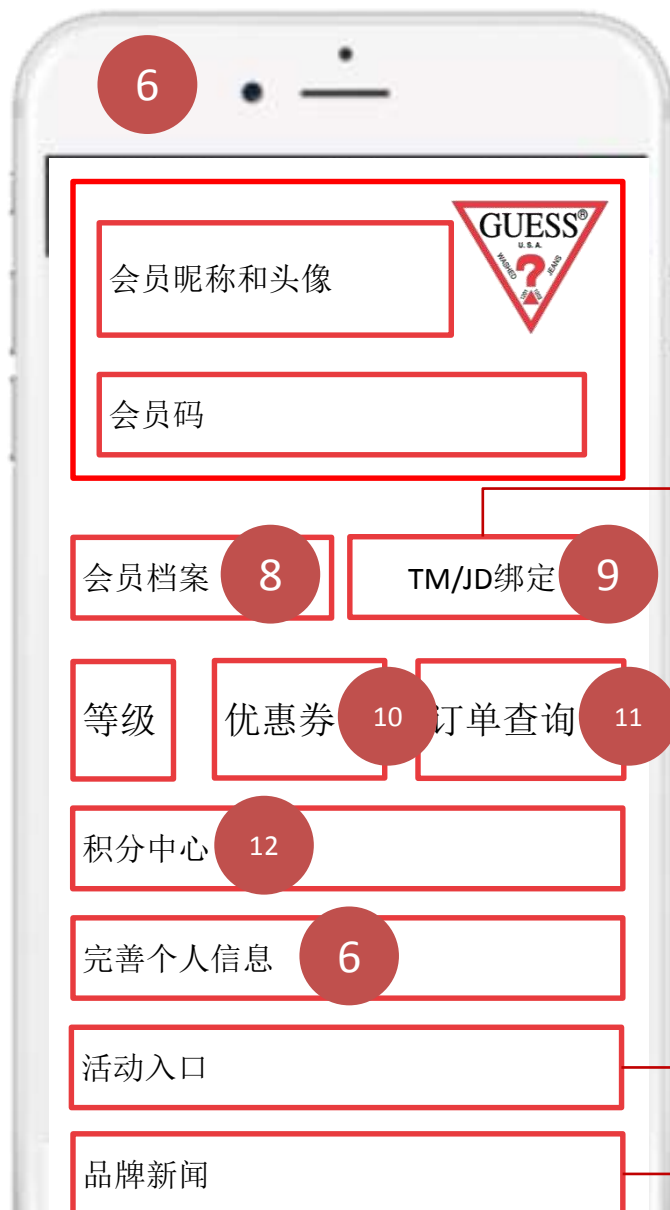 6
GUESS®
U.S.A.
WASHED
JEANS
?
会员昵称和头像
会员码
会员档案
8
TM/JD绑定
9
等级
优惠券
10
订单查询
11
积分中心
12
完善个人信息
6
活动入口
品牌新闻